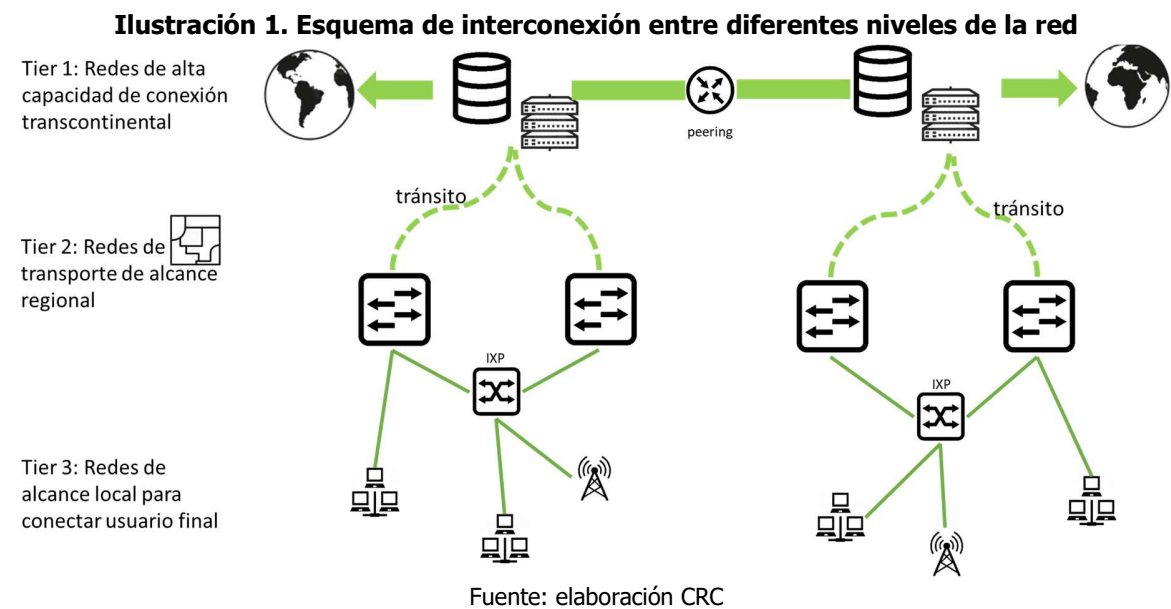 Ilustración 1. Esquema de interconexión entre diferentes niveles de la red
Tier 1: Redes de alta
capacidad de conexión
transcontinental
peering
tránsito
tránsito
Tier 2: Redes de
transporte de alcance
regional
IXP
IXP
Tier 3: Redes de
alcance local para
conectar usuario final
Fuente: elaboración CRC